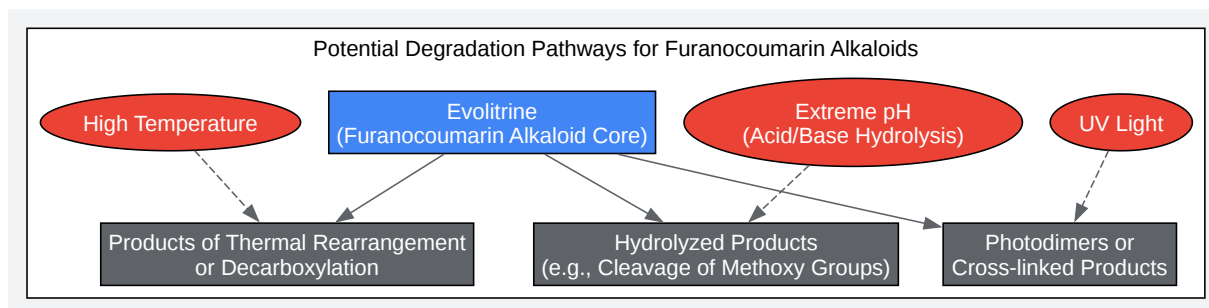 Potential Degradation Pathways for Furanocoumarin Alkaloids
High Temperature
Evolitrine
(Furanocoumarin Alkaloid Core)
Extreme pH
(Acid/Base Hydrolysis)
UV Light
Products of Thermal Rearrangement
or Decarboxylation
Hydrolyzed Products
(e.g., Cleavage of Methoxy Groups)
Photodimers or
Cross-linked Products